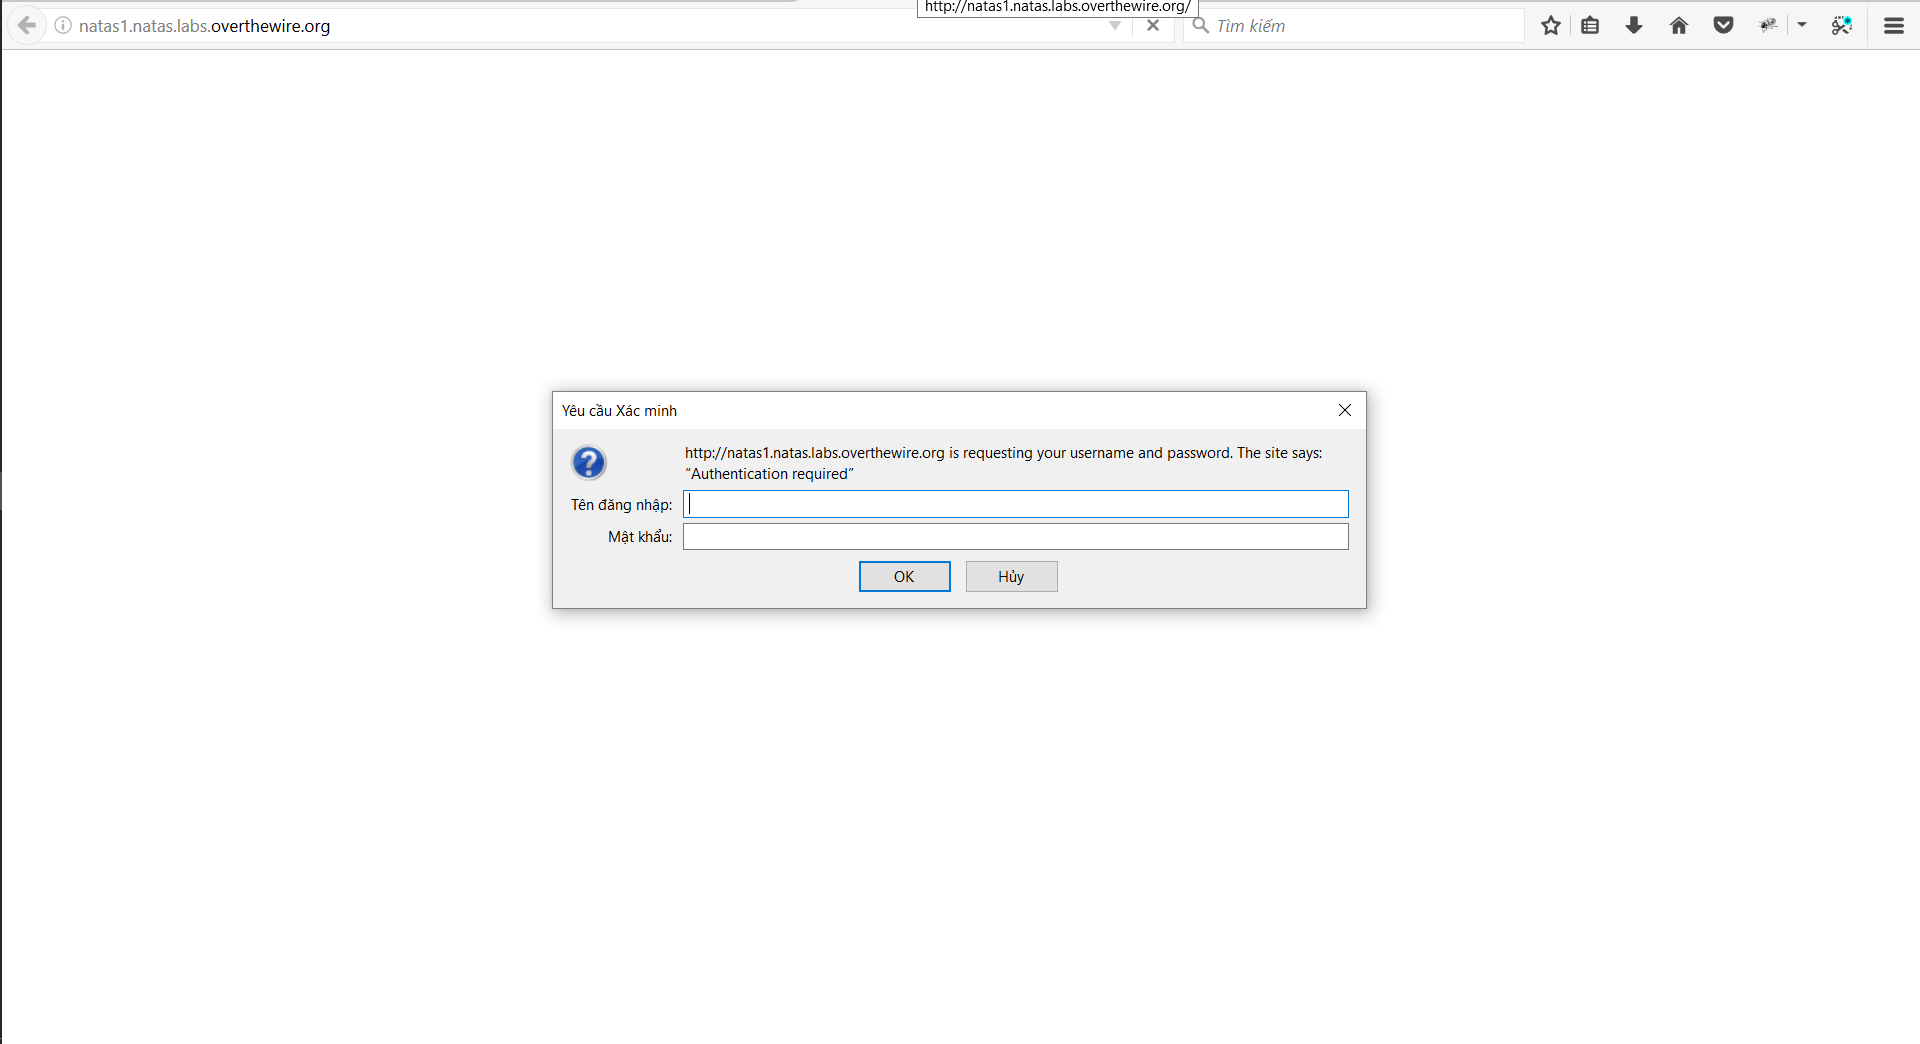 http://natas1.natas.labs.overthewire.org/
natas1.natas.labs.overthewire.org
Tìm kiếm
Yêu cầu Xác minh
http://natas1.natas.labs.overthewire.org is requesting your username and password. The site says:
“Authentication required”
Tên đăng nhập:
Mật khẩu:
OK
Hủy